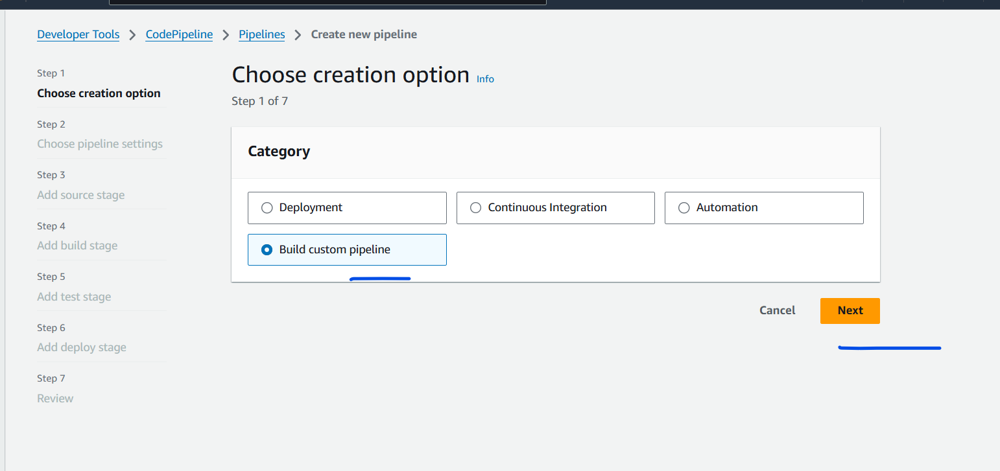 Developer Tools > CodePipeline > Pipelines > Create new pipeline
Step 1
Choose creation option
Step 2
Choose pipeline settings
Step 3
Add source stage
Step 4
Add build stage
Step 5
Add test stage
Step 6
Add deploy stage
Step 7
Review
Choose creation option Info
Step 1 of 7
Category
Deployment
Continuous Integration
Automation
Build custom pipeline
Cancel
Next